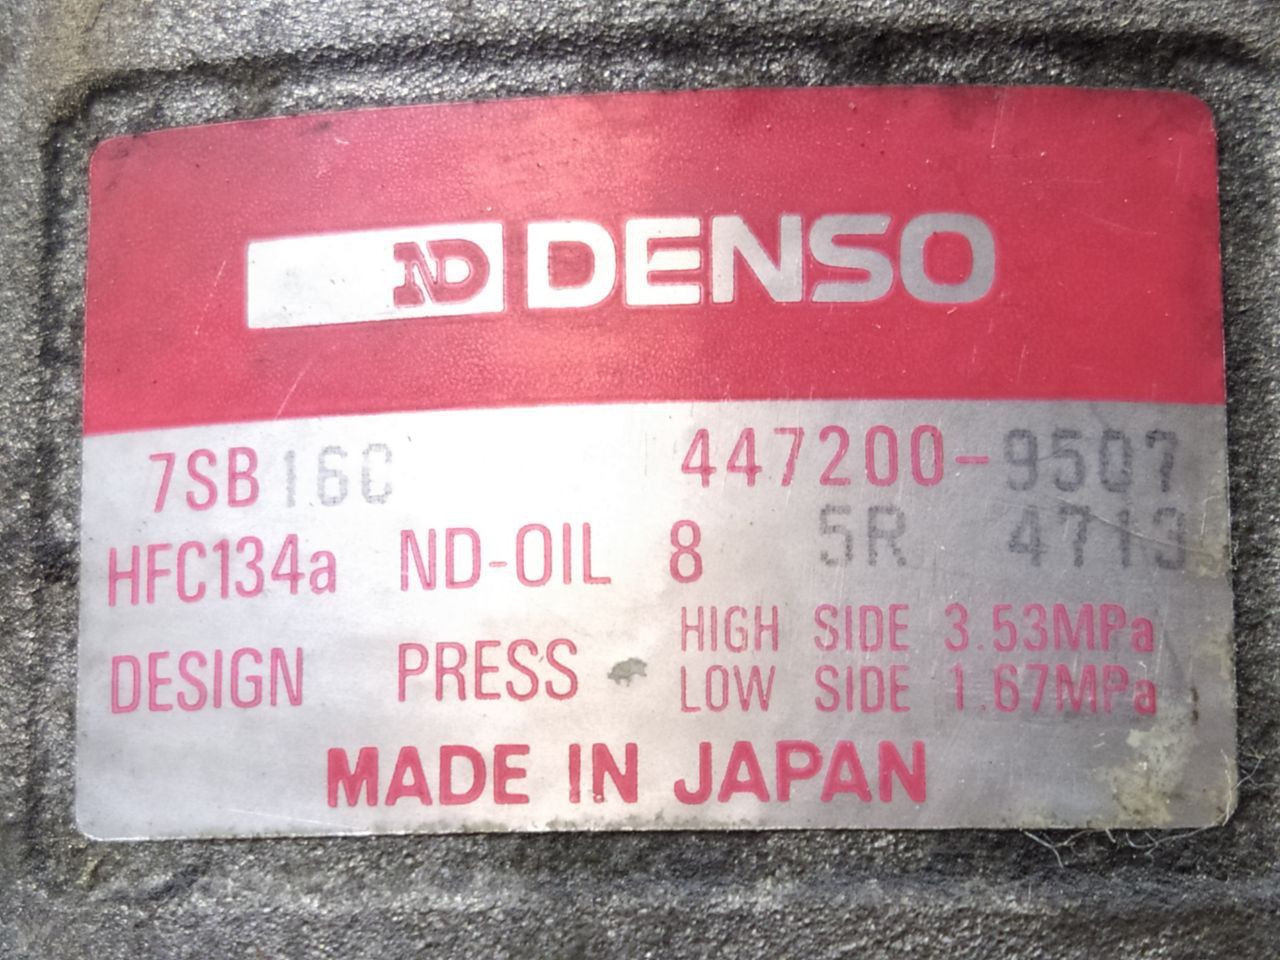 ND DENSO
7SB16C 447200-9507
HFC134a ND-OIL 8 5R 4713
DESIGN PRESS HIGH SIDE 3.53MPa
LOW SIDE 1.67MPa
MADE IN JAPAN